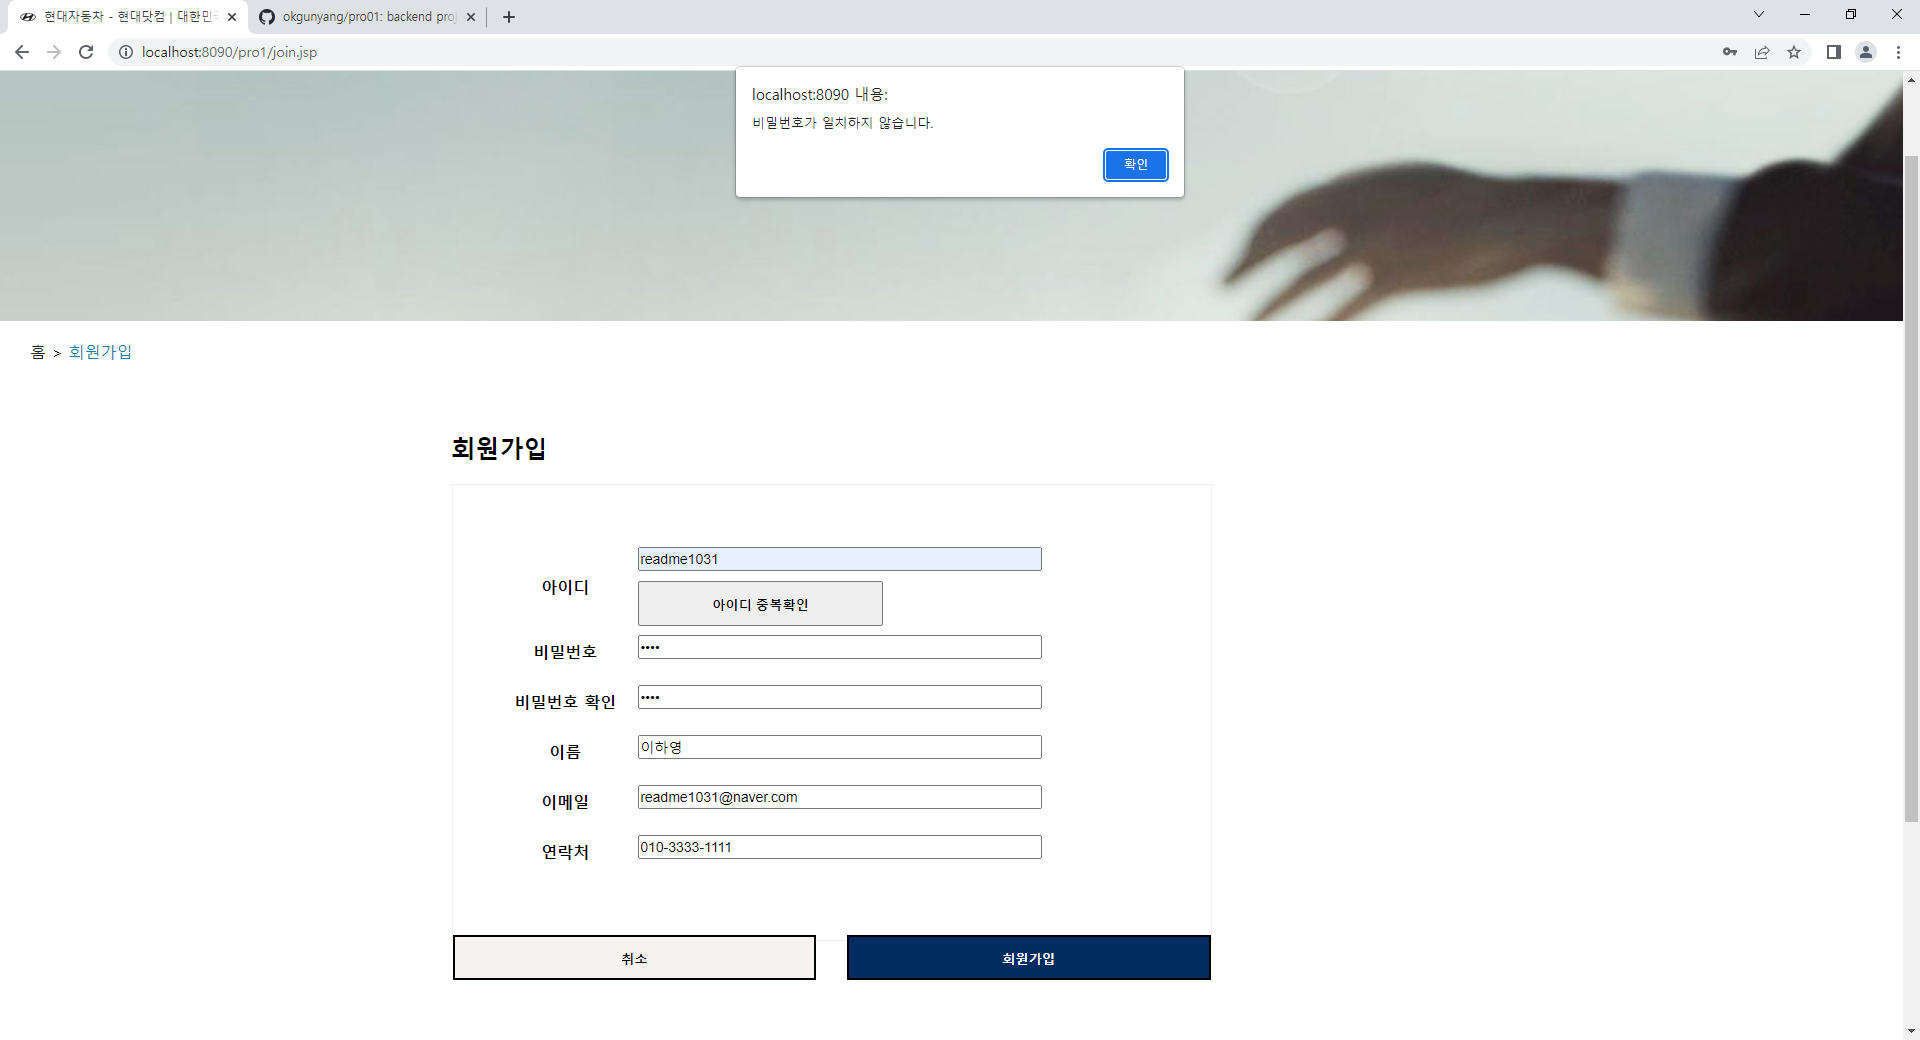 현대자동차 - 현대닷컴 | 대한민국
okgunyang/pro01: backend proj
localhost:8090/pro1/join.jsp
localhost:8090 내용:
비밀번호가 일치하지 않습니다.
확인
홈 > 회원가입
회원가입
아이디
readme1031
아이디 중복확인
비밀번호
••••
비밀번호 확인
••••
이름
이하영
이메일
readme1031@naver.com
연락처
010-3333-1111
취소
회원가입